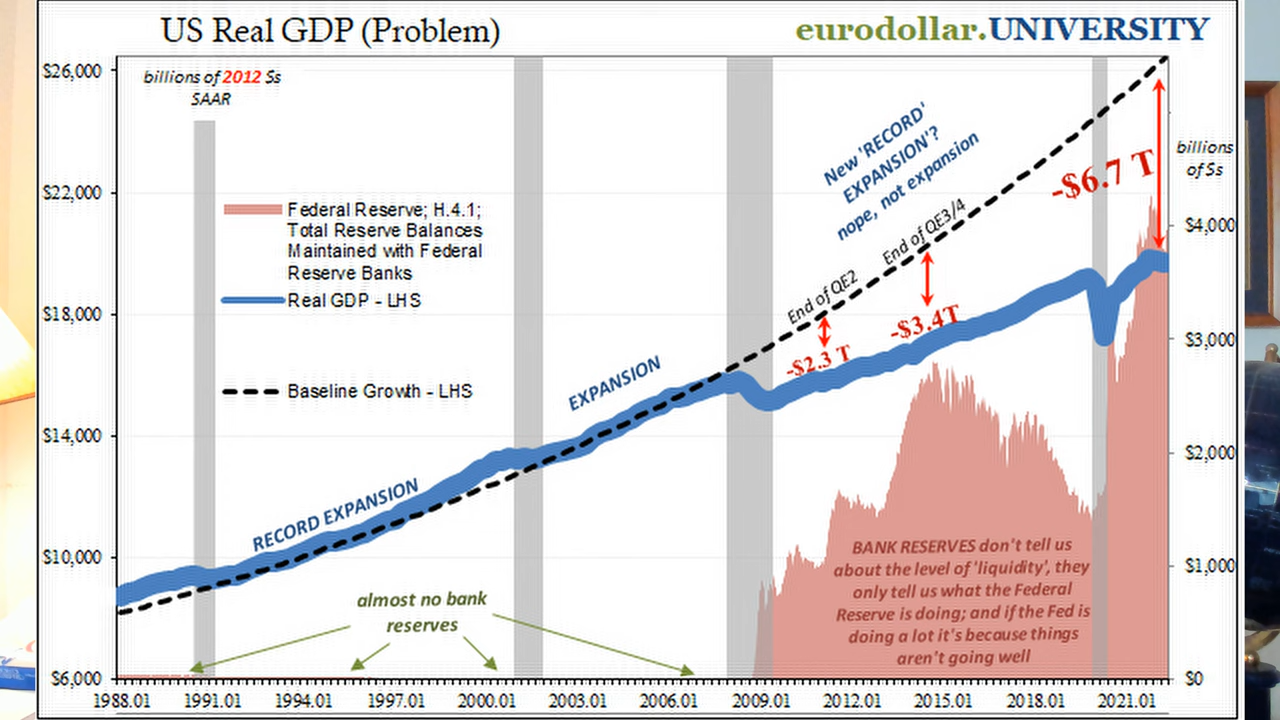 US Real GDP (Problem)
eurodollar.UNIVERSITY
$26,000
$22,000
$18,000
$14,000
$10,000
$6,000
billions of 2012 $s
SAAR
Federal Reserve; H.4.1;
Total Reserve Balances
Maintained with Federal
Reserve Banks
Real GDP - LHS
Baseline Growth - LHS
RECORD EXPANSION
EXPANSION
New 'RECORD'
EXPANSION'?
nope, not expansion
End of QE2
End of QE3/4
-$2.3 T
-$3.4T
-$6.7 T
billions
of $s
$4,000
$3,000
$2,000
$1,000
$0
almost no bank
reserves
BANK RESERVES don't tell us
about the level of 'liquidity', they
only tell us what the Federal
Reserve is doing; and if the Fed is
doing a lot it's because things
aren't going well
1988.01 1991.01 1994.01 1997.01 2000.01 2003.01 2006.01 2009.01 2012.01 2015.01 2018.01 2021.01